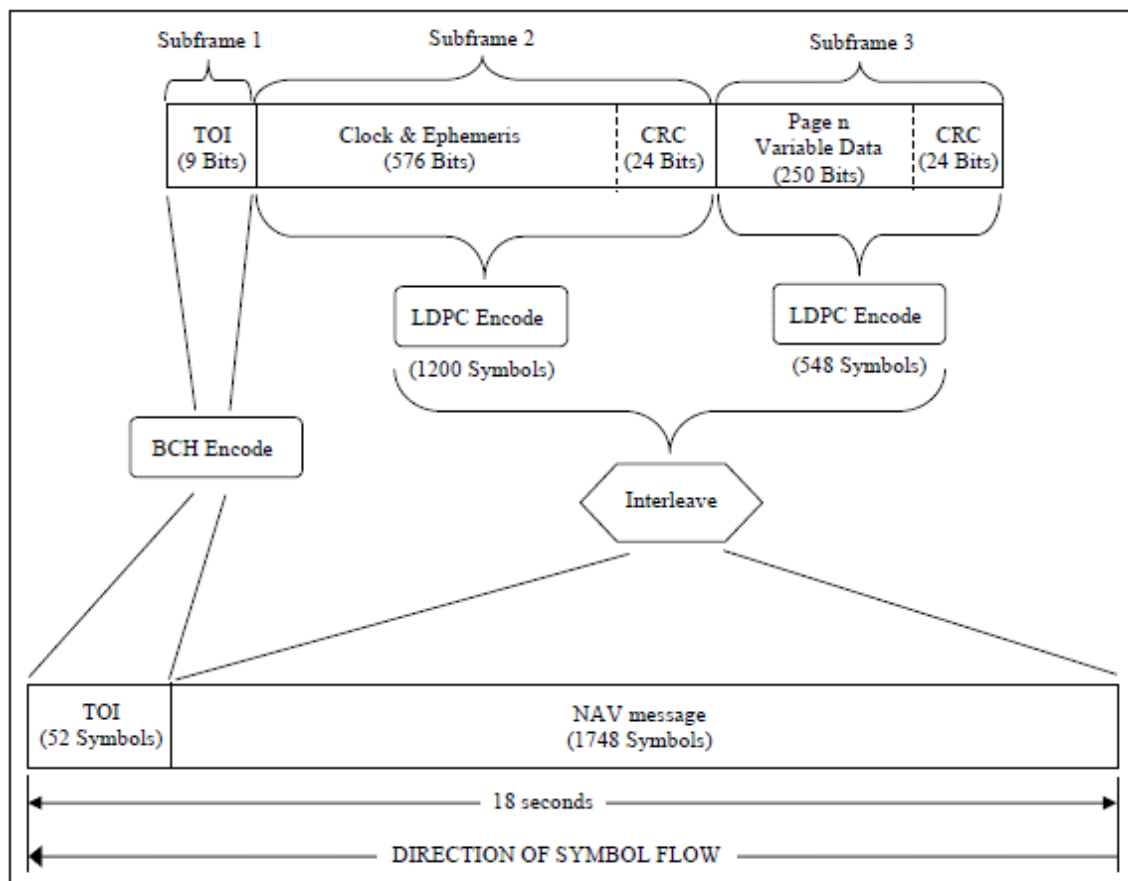 Subframe 1
Subframe 2
Subframe 3
TOI
(9 Bits)
Clock & Ephemeris
(576 Bits)
CRC
(24 Bits)
Page n
Variable Data
(250 Bits)
CRC
(24 Bits)
LDPC Encode
(1200 Symbols)
LDPC Encode
(548 Symbols)
BCH Encode
Interleave
TOI
(52 Symbols)
NAV message
(1748 Symbols)
18 seconds
DIRECTION OF SYMBOL FLOW